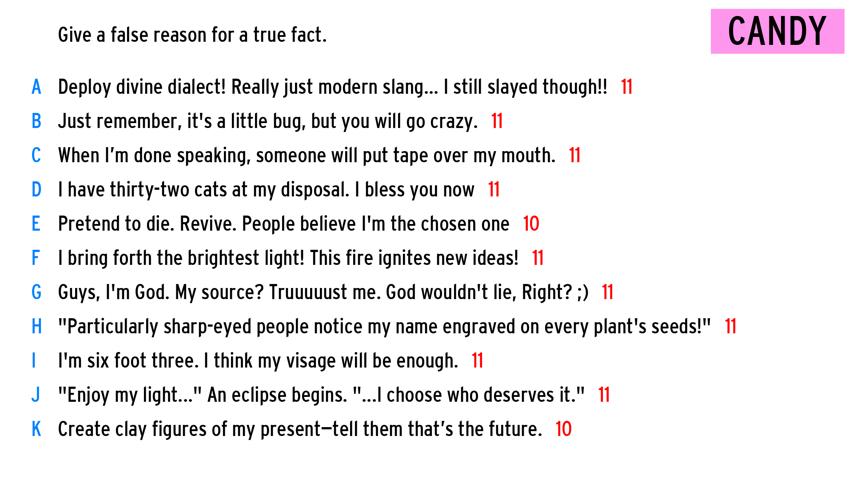 Give a false reason for a true fact.
CANDY
A Deploy divine dialect! Really just modern slang... I still slayed though!! 11
B Just remember, it's a little bug, but you will go crazy. 11
C When I'm done speaking, someone will put tape over my mouth. 11
D I have thirty-two cats at my disposal. I bless you now 11
E Pretend to die. Revive. People believe I'm the chosen one 10
F I bring forth the brightest light! This fire ignites new ideas! 11
G Guys, I'm God. My source? Truuuuust me. God wouldn't lie, Right? ;) 11
H "Particularly sharp-eyed people notice my name engraved on every plant's seeds!" 11
I I'm six foot three. I think my visage will be enough. 11
J "Enjoy my light..." An eclipse begins. "...I choose who deserves it." 11
K Create clay figures of my present—tell them that's the future. 10